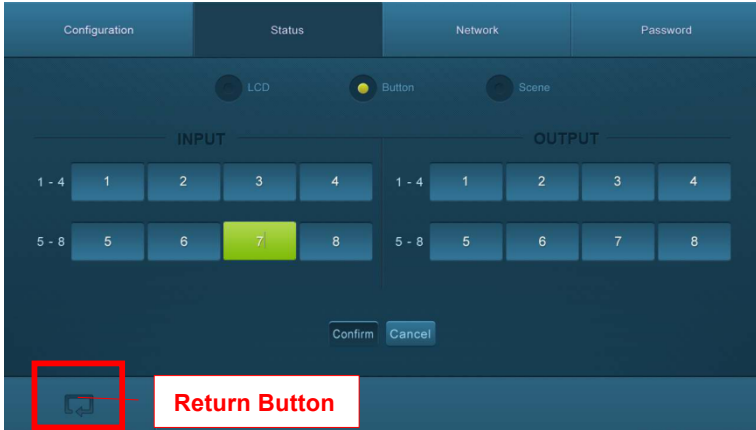 Configuration Status Network Password
LCD Button Scene
INPUT OUTPUT
1 - 4 1 2 3 4 1 - 4 1 2 3 4
5 - 8 5 6 7 8 5 - 8 5 6 7 8
Confirm Cancel
Return Button